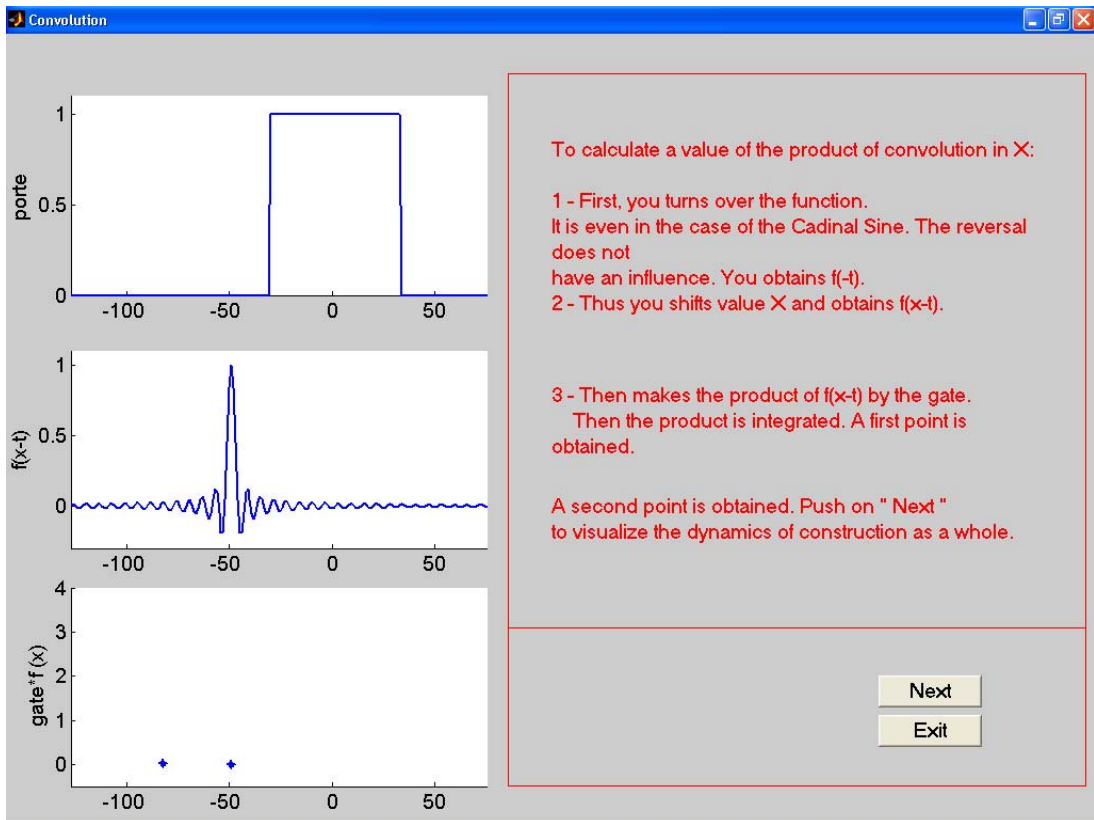 Convolution
1
0.5
0
porte
-100 -50 0 50
1
0.5
0
f(x-t)
-100 -50 0 50
4
3
2
1
0
gate*f (x)
-100 -50 0 50
To calculate a value of the product of convolution in X:
1 - First, you turns over the function.
It is even in the case of the Cadinal Sine. The reversal
does not
have an influence. You obtains f(-t).
2 - Thus you shifts value X and obtains f(x-t).
3 - Then makes the product of f(x-t) by the gate.
Then the product is integrated. A first point is
obtained.
A second point is obtained. Push on " Next "
to visualize the dynamics of construction as a whole.
Next
Exit